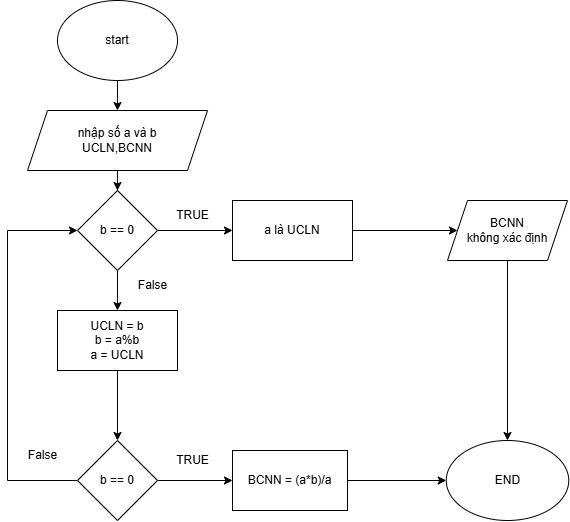 start
nhập số a và b
UCLN,BCNN
b == 0
TRUE
a là UCLN
BCNN
không xác định
False
UCLN = b
b = a%b
a = UCLN
False
b == 0
TRUE
BCNN = (a*b)/a
END